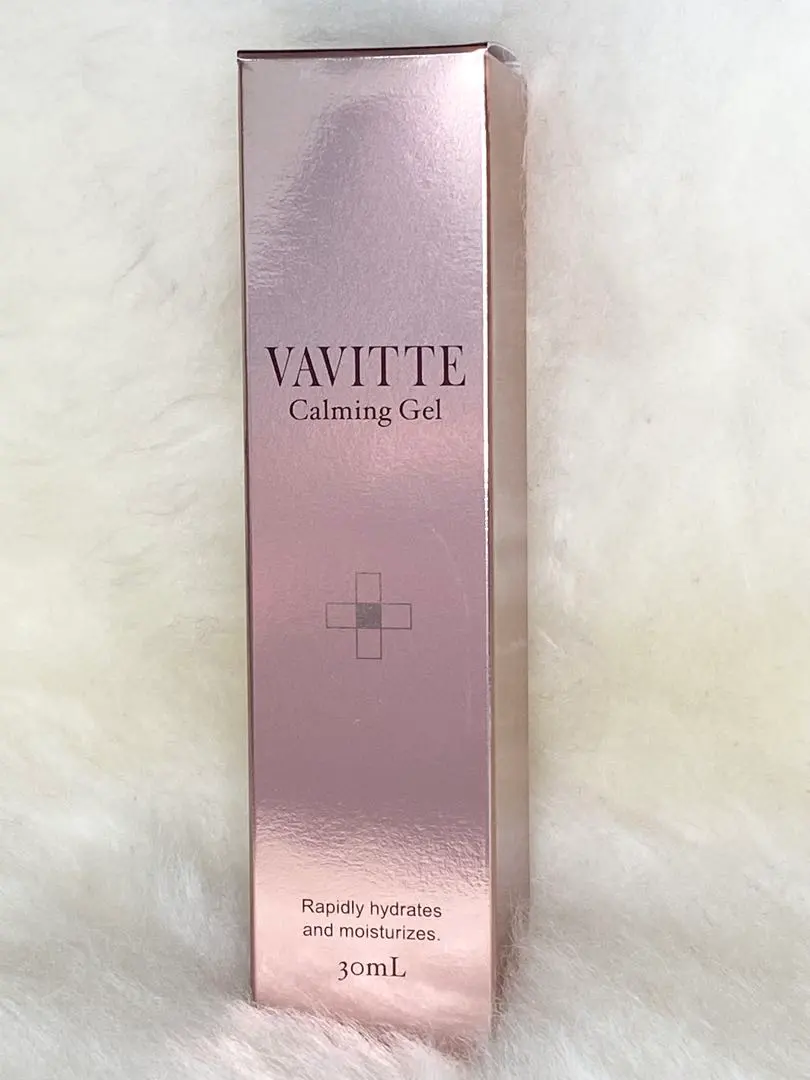 VAVITTE
Calming Gel
Rapidly hydrates
and moisturizes.
30mL